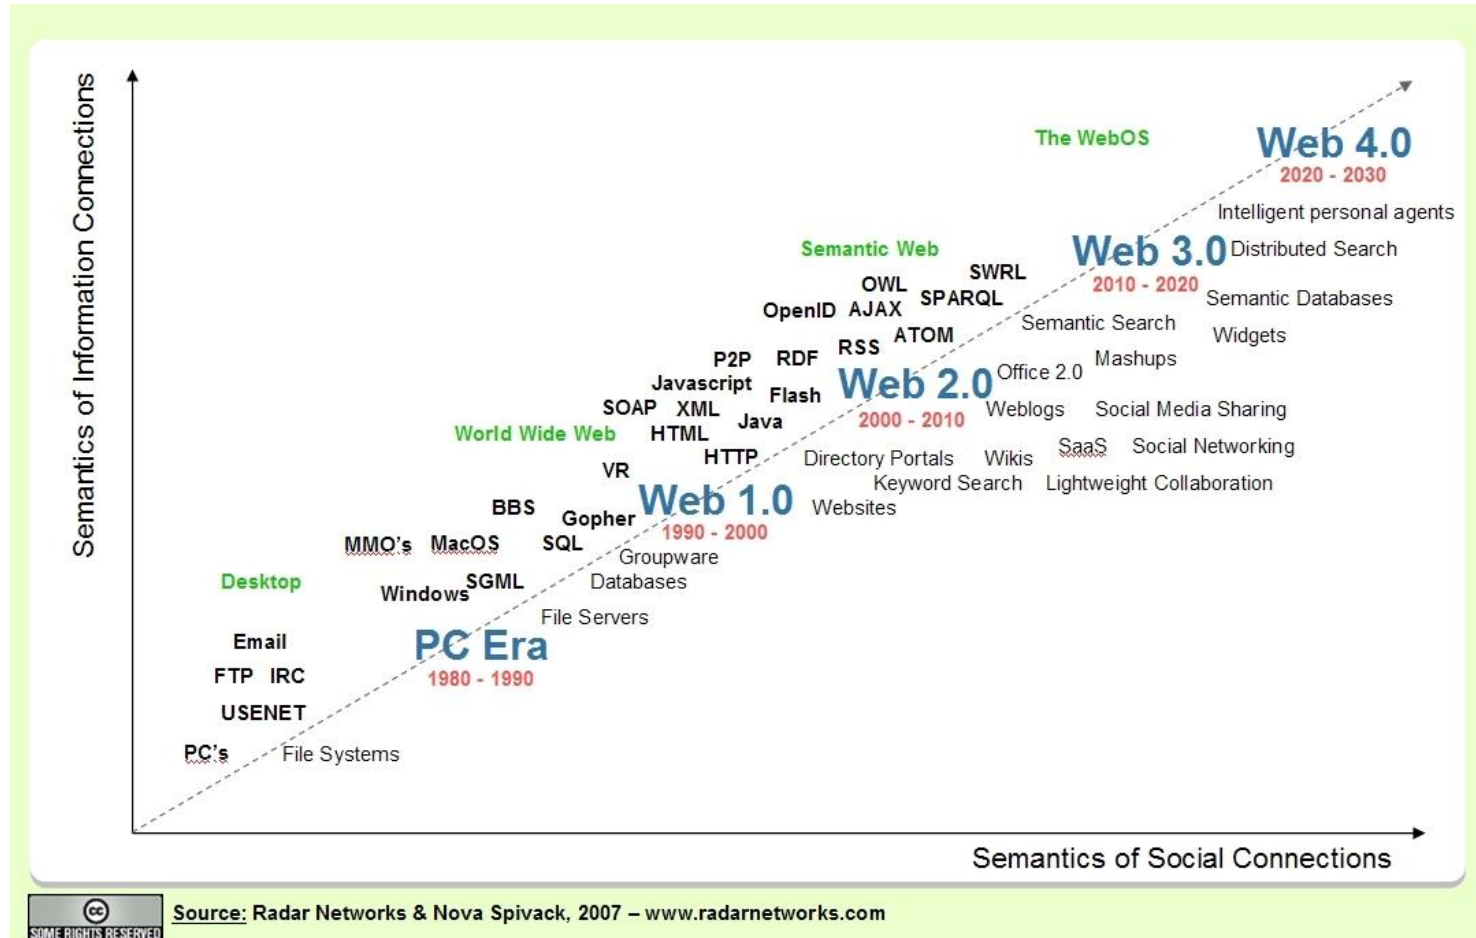 Semantics of Information Connections
The WebOS
Web 4.0
2020 - 2030
Intelligent personal agents
Semantic Web
Web 3.0
Distributed Search
2010 - 2020
SWRL
OWL
SPARQL
Semantic Databases
OpenID
AJAX
Semantic Search
Widgets
ATOM
RSS
P2P
RDF
Mashups
Office 2.0
Javascript
Web 2.0
Flash
2000 - 2010
SOAP
XML
Weblogs
Social Media Sharing
Java
World Wide Web
HTML
SaaS
Social Networking
HTTP
Directory Portals
Wikis
VR
Keyword Search
Lightweight Collaboration
Web 1.0
1990 - 2000
Websites
BBS
Gopher
MMO's
MacOS
SQL
Groupware
Desktop
SGML
Databases
Windows
File Servers
Email
PC Era
1980 - 1990
FTP
IRC
USENET
PC's
File Systems
Semantics of Social Connections
cc
SOME RIGHTS RESERVED
Source: Radar Networks & Nova Spivack, 2007 – www.radarnetworks.com